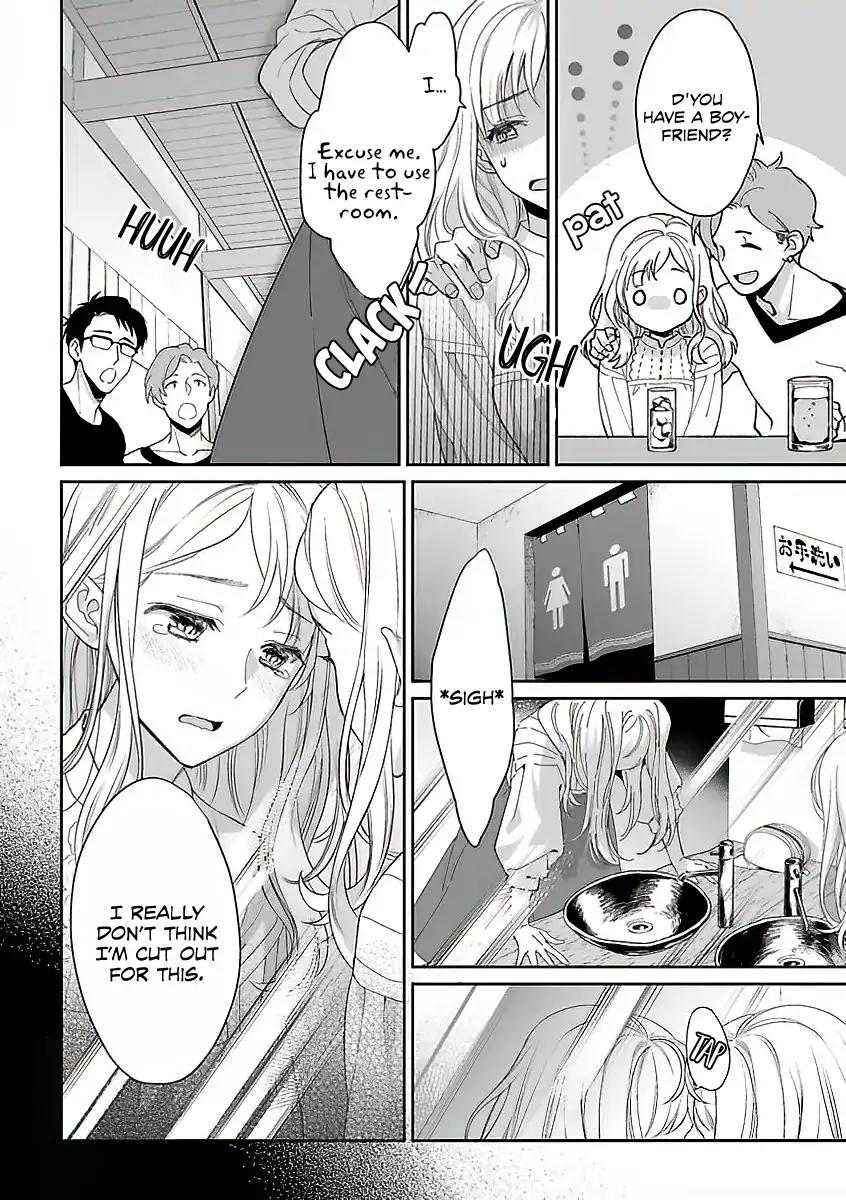 D'YOU
HAVE A BOY-
FRIEND?
pat
I...
UGH
Excuse me.
I have to use
the rest-
room.
CLACK
HUUH
お手洗い
*SIGH*
TAP
I REALLY
DON'T THINK
I'M CUT OUT
FOR THIS.